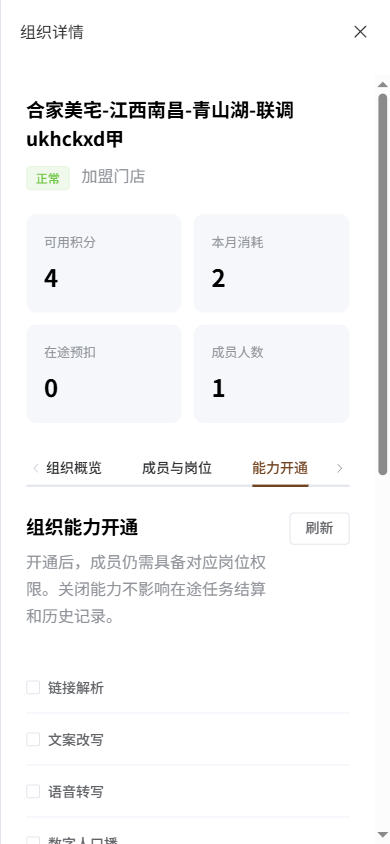 组织详情
合家美宅-江西南昌-青山湖-联调
ukhckxd甲
正常 加盟门店
可用积分 本月消耗
4 2
在途预扣 成员人数
0 1
组织概览 成员与岗位 能力开通
组织能力开通 刷新
开通后，成员仍需具备对应岗位权
限。关闭能力不影响在途任务结算
和历史记录。
链接解析
文案改写
语音转写
数字人口播